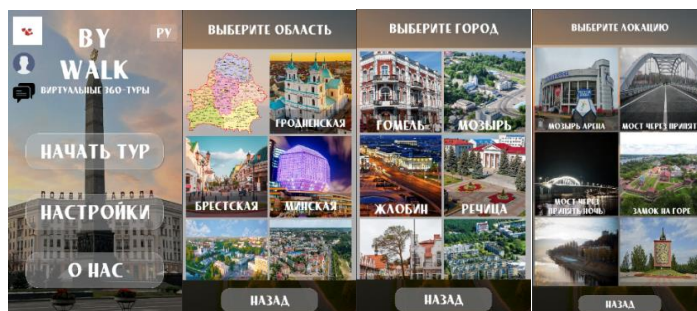 BY
WALK
РУ
ВИРТУАЛЬНЫЕ 360-ТУРЫ
НАЧАТЬ ТУР
НАСТРОЙКИ
О НАС
ВЫБЕРИТЕ ОБЛАСТЬ
ГРОДНЕНСКАЯ
БРЕСТСКАЯ
МИНСКАЯ
НАЗАД
ВЫБЕРИТЕ ГОРОД
ГОМЕЛЬ
МОЗЫРЬ
ЖЛОБИН
РЕЧИЦА
НАЗАД
ВЫБЕРИТЕ ЛОКАЦИЮ
МОЗЫРЬ АРЕНА
МОСТ ЧЕРЕЗ ПРИПЯТ
МОСТ ЧЕРЕЗ
ПРИПЯТЬ НОЧЬ
ЗАМОК НА ГОРЕ
НАЗАД